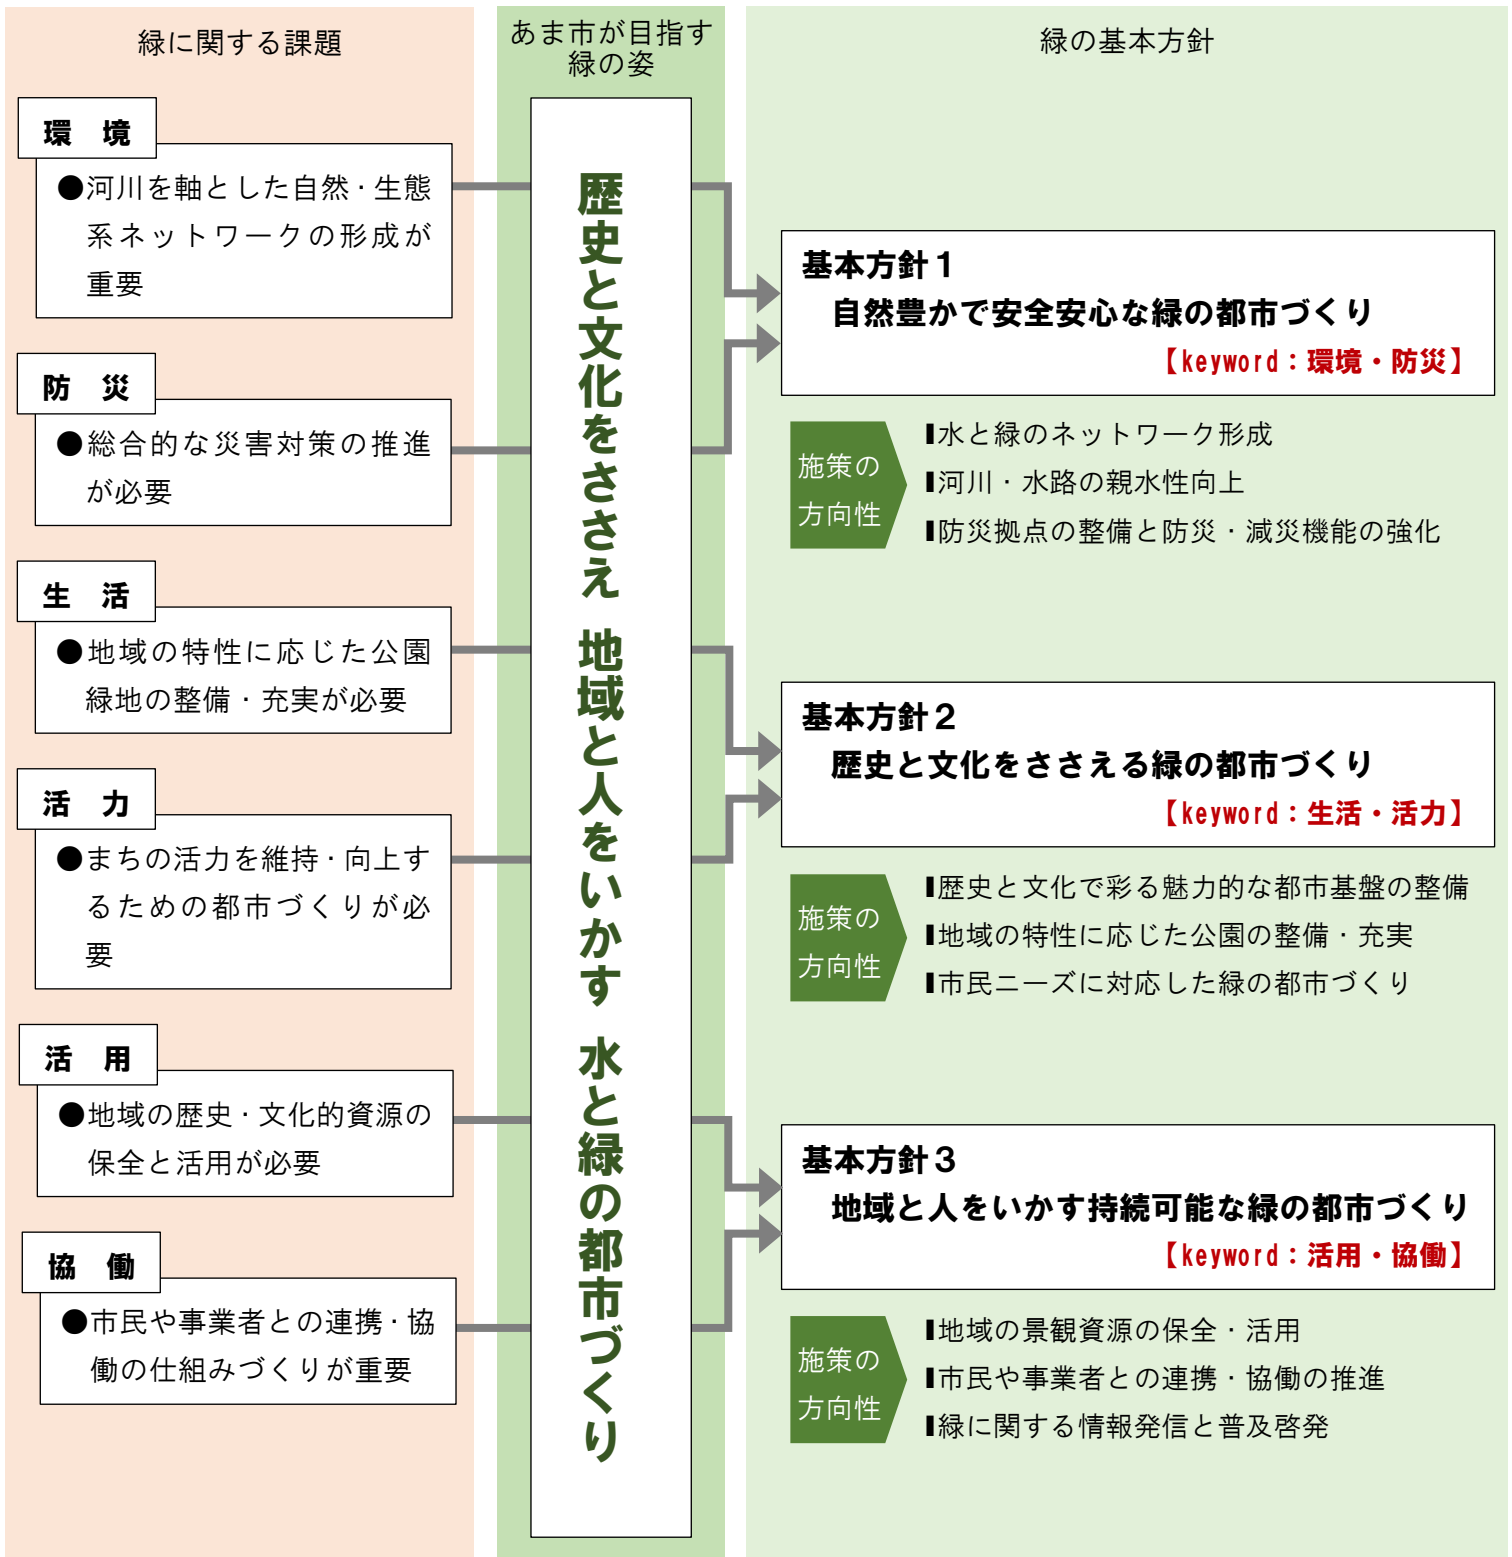 緑に関する課題
環　境
●河川を軸とした自然・生態
系ネットワークの形成が
重要
防　災
●総合的な災害対策の推進
が必要
生　活
●地域の特性に応じた公園
緑地の整備・充実が必要
活　力
●まちの活力を維持・向上す
るための都市づくりが必
要
活　用
●地域の歴史・文化的資源の
保全と活用が必要
協　働
●市民や事業者との連携・協
働の仕組みづくりが重要
あま市が目指す
緑の姿
歴史と文化をささえ　地域と人をいかす　水と緑の都市づくり
緑の基本方針
基本方針１
自然豊かで安全安心な緑の都市づくり
【keyword：環境・防災】
施策の
方向性
▮水と緑のネットワーク形成
▮河川・水路の親水性向上
▮防災拠点の整備と防災・減災機能の強化
基本方針２
歴史と文化をささえる緑の都市づくり
【keyword：生活・活力】
施策の
方向性
▮歴史と文化で彩る魅力的な都市基盤の整備
▮地域の特性に応じた公園の整備・充実
▮市民ニーズに対応した緑の都市づくり
基本方針３
地域と人をいかす持続可能な緑の都市づくり
【keyword：活用・協働】
施策の
方向性
▮地域の景観資源の保全・活用
▮市民や事業者との連携・協働の推進
▮緑に関する情報発信と普及啓発